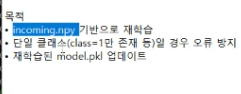 목적
• incoming.npy 기반으로 재학습
• 단일 클래스(class=1만 존재 등)일 경우 오류 방지
• 재학습된 model.pkl 업데이트